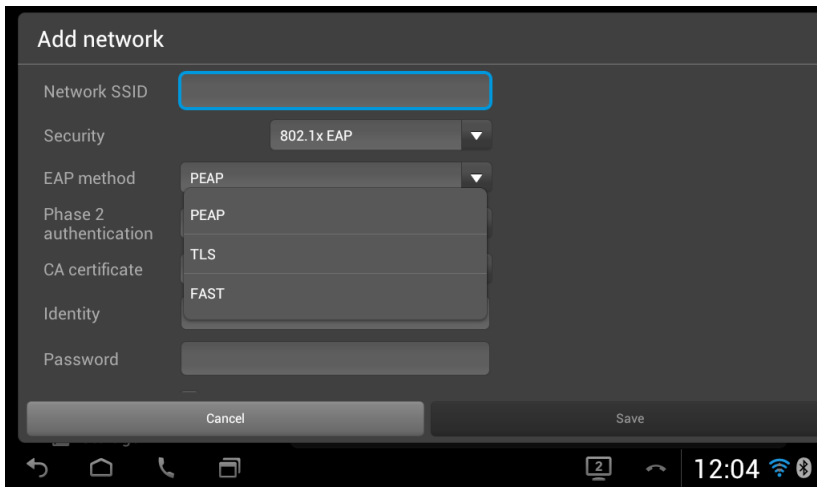 Add network
Network SSID
Security 802.1x EAP
EAP method PEAP
Phase 2
authentication
PEAP
TLS
CA certificate
FAST
Identity
Password
Cancel Save
2 12:04